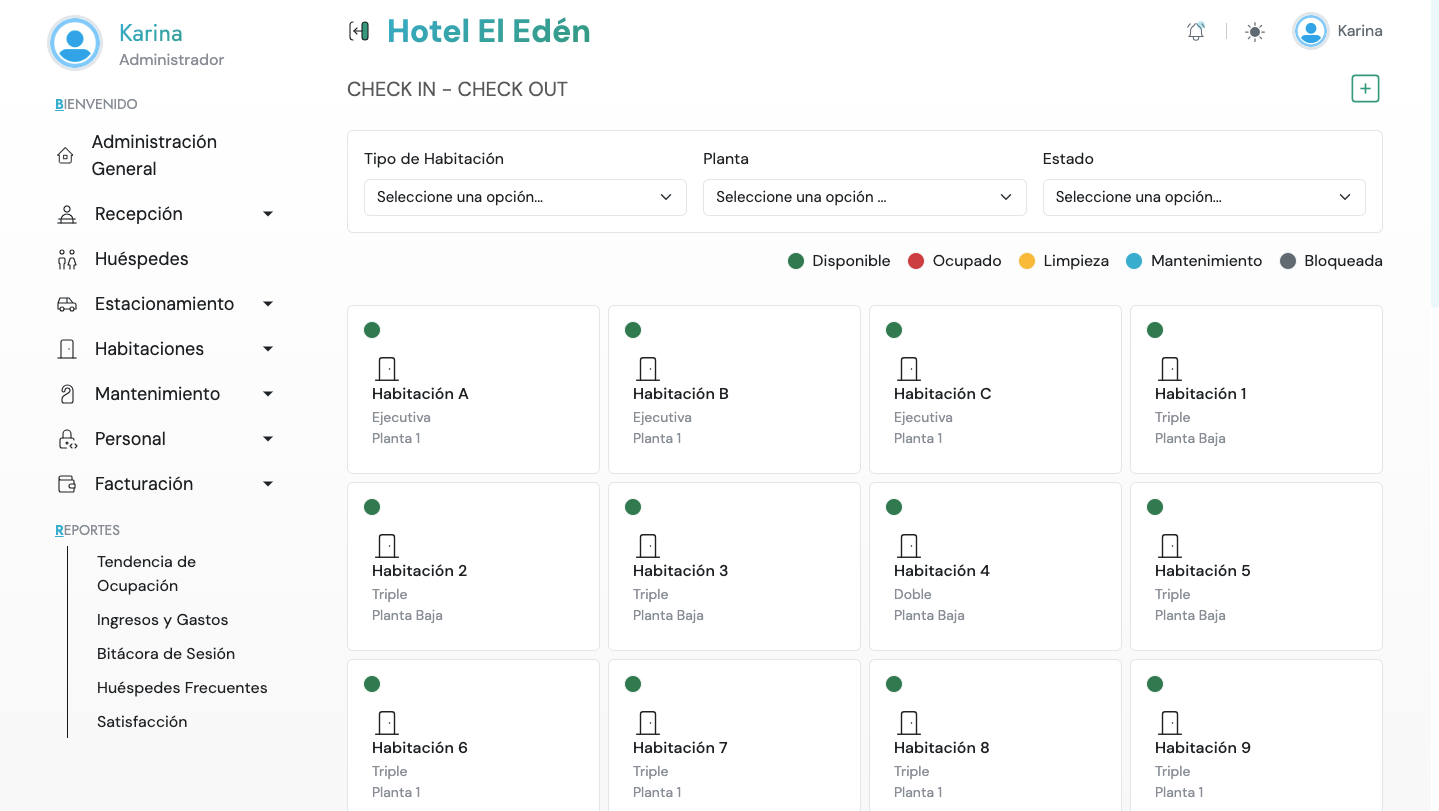 Karina
Administrador
BIENVENIDO
Administración
General
Recepción
Huéspedes
Estacionamiento
Habitaciones
Mantenimiento
Personal
Facturación
REPORTES
Tendencia de
Ocupación
Ingresos y Gastos
Bitácora de Sesión
Huéspedes Frecuentes
Satisfacción
Hotel El Edén
Karina
CHECK IN - CHECK OUT
Tipo de Habitación
Seleccione una opción...
Planta
Seleccione una opción ...
Estado
Seleccione una opción...
Disponible
Ocupado
Limpieza
Mantenimiento
Bloqueada
Habitación A
Ejecutiva
Planta 1
Habitación B
Ejecutiva
Planta 1
Habitación C
Ejecutiva
Planta 1
Habitación 1
Triple
Planta Baja
Habitación 2
Triple
Planta Baja
Habitación 3
Triple
Planta Baja
Habitación 4
Doble
Planta Baja
Habitación 5
Triple
Planta Baja
Habitación 6
Triple
Planta 1
Habitación 7
Triple
Planta 1
Habitación 8
Triple
Planta 1
Habitación 9
Triple
Planta 1